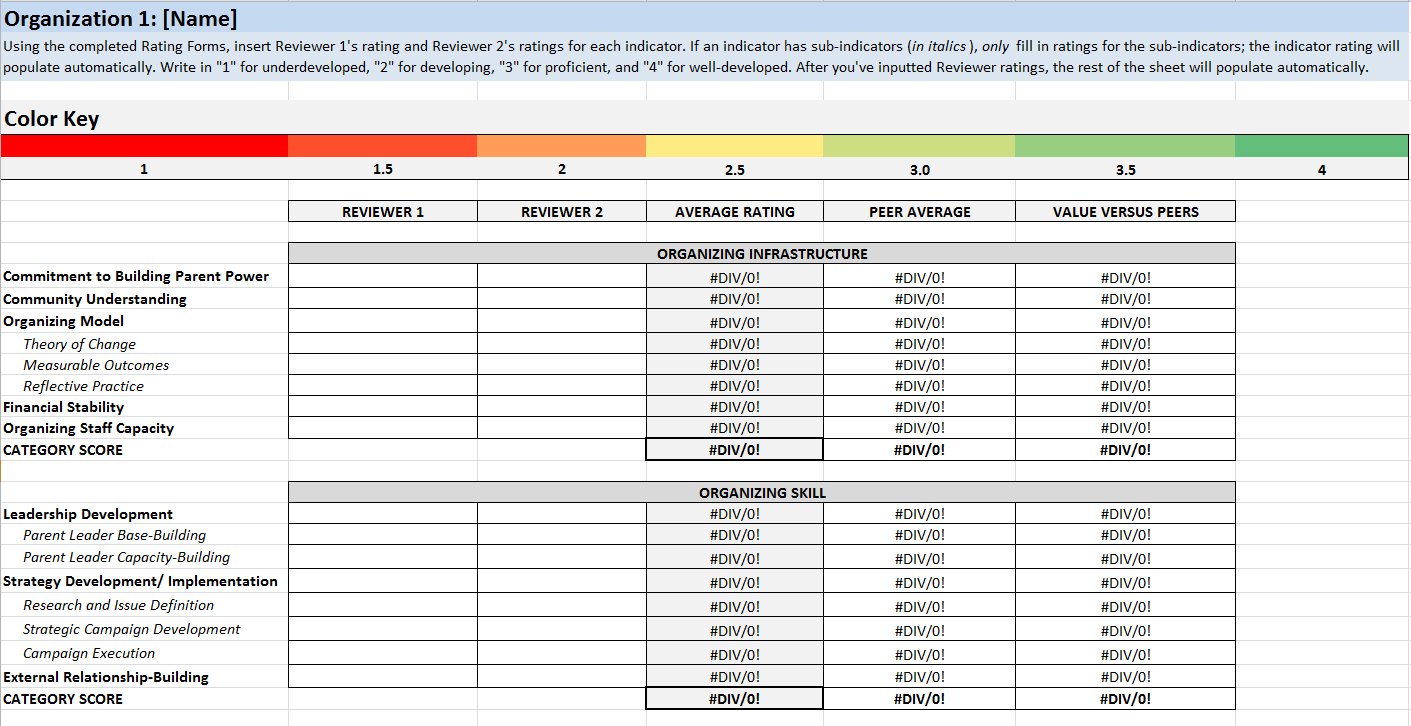 Organization 1: [Name]
Using the completed Rating Forms, insert Reviewer 1's rating and Reviewer 2's ratings for each indicator. If an indicator has sub-indicators (in italics ), only fill in ratings for the sub-indicators; the indicator rating will
populate automatically. Write in "1" for underdeveloped, "2" for developing, "3" for proficient, and "4" for well-developed. After you've inputted Reviewer ratings, the rest of the sheet will populate automatically.
Color Key
1 1.5 2 2.5 3.0 3.5 4
REVIEWER 1 REVIEWER 2 AVERAGE RATING PEER AVERAGE VALUE VERSUS PEERS
ORGANIZING INFRASTRUCTURE
Commitment to Building Parent Power #DIV/0! #DIV/0! #DIV/0!
Community Understanding #DIV/0! #DIV/0! #DIV/0!
Organizing Model #DIV/0! #DIV/0! #DIV/0!
Theory of Change #DIV/0! #DIV/0! #DIV/0!
Measurable Outcomes #DIV/0! #DIV/0! #DIV/0!
Reflective Practice #DIV/0! #DIV/0! #DIV/0!
Financial Stability #DIV/0! #DIV/0! #DIV/0!
Organizing Staff Capacity #DIV/0! #DIV/0! #DIV/0!
CATEGORY SCORE #DIV/0! #DIV/0! #DIV/0!
ORGANIZING SKILL
Leadership Development #DIV/0! #DIV/0! #DIV/0!
Parent Leader Base-Building #DIV/0! #DIV/0! #DIV/0!
Parent Leader Capacity-Building #DIV/0! #DIV/0! #DIV/0!
Strategy Development/ Implementation #DIV/0! #DIV/0! #DIV/0!
Research and Issue Definition #DIV/0! #DIV/0! #DIV/0!
Strategic Campaign Development #DIV/0! #DIV/0! #DIV/0!
Campaign Execution #DIV/0! #DIV/0! #DIV/0!
External Relationship-Building #DIV/0! #DIV/0! #DIV/0!
CATEGORY SCORE #DIV/0! #DIV/0! #DIV/0!